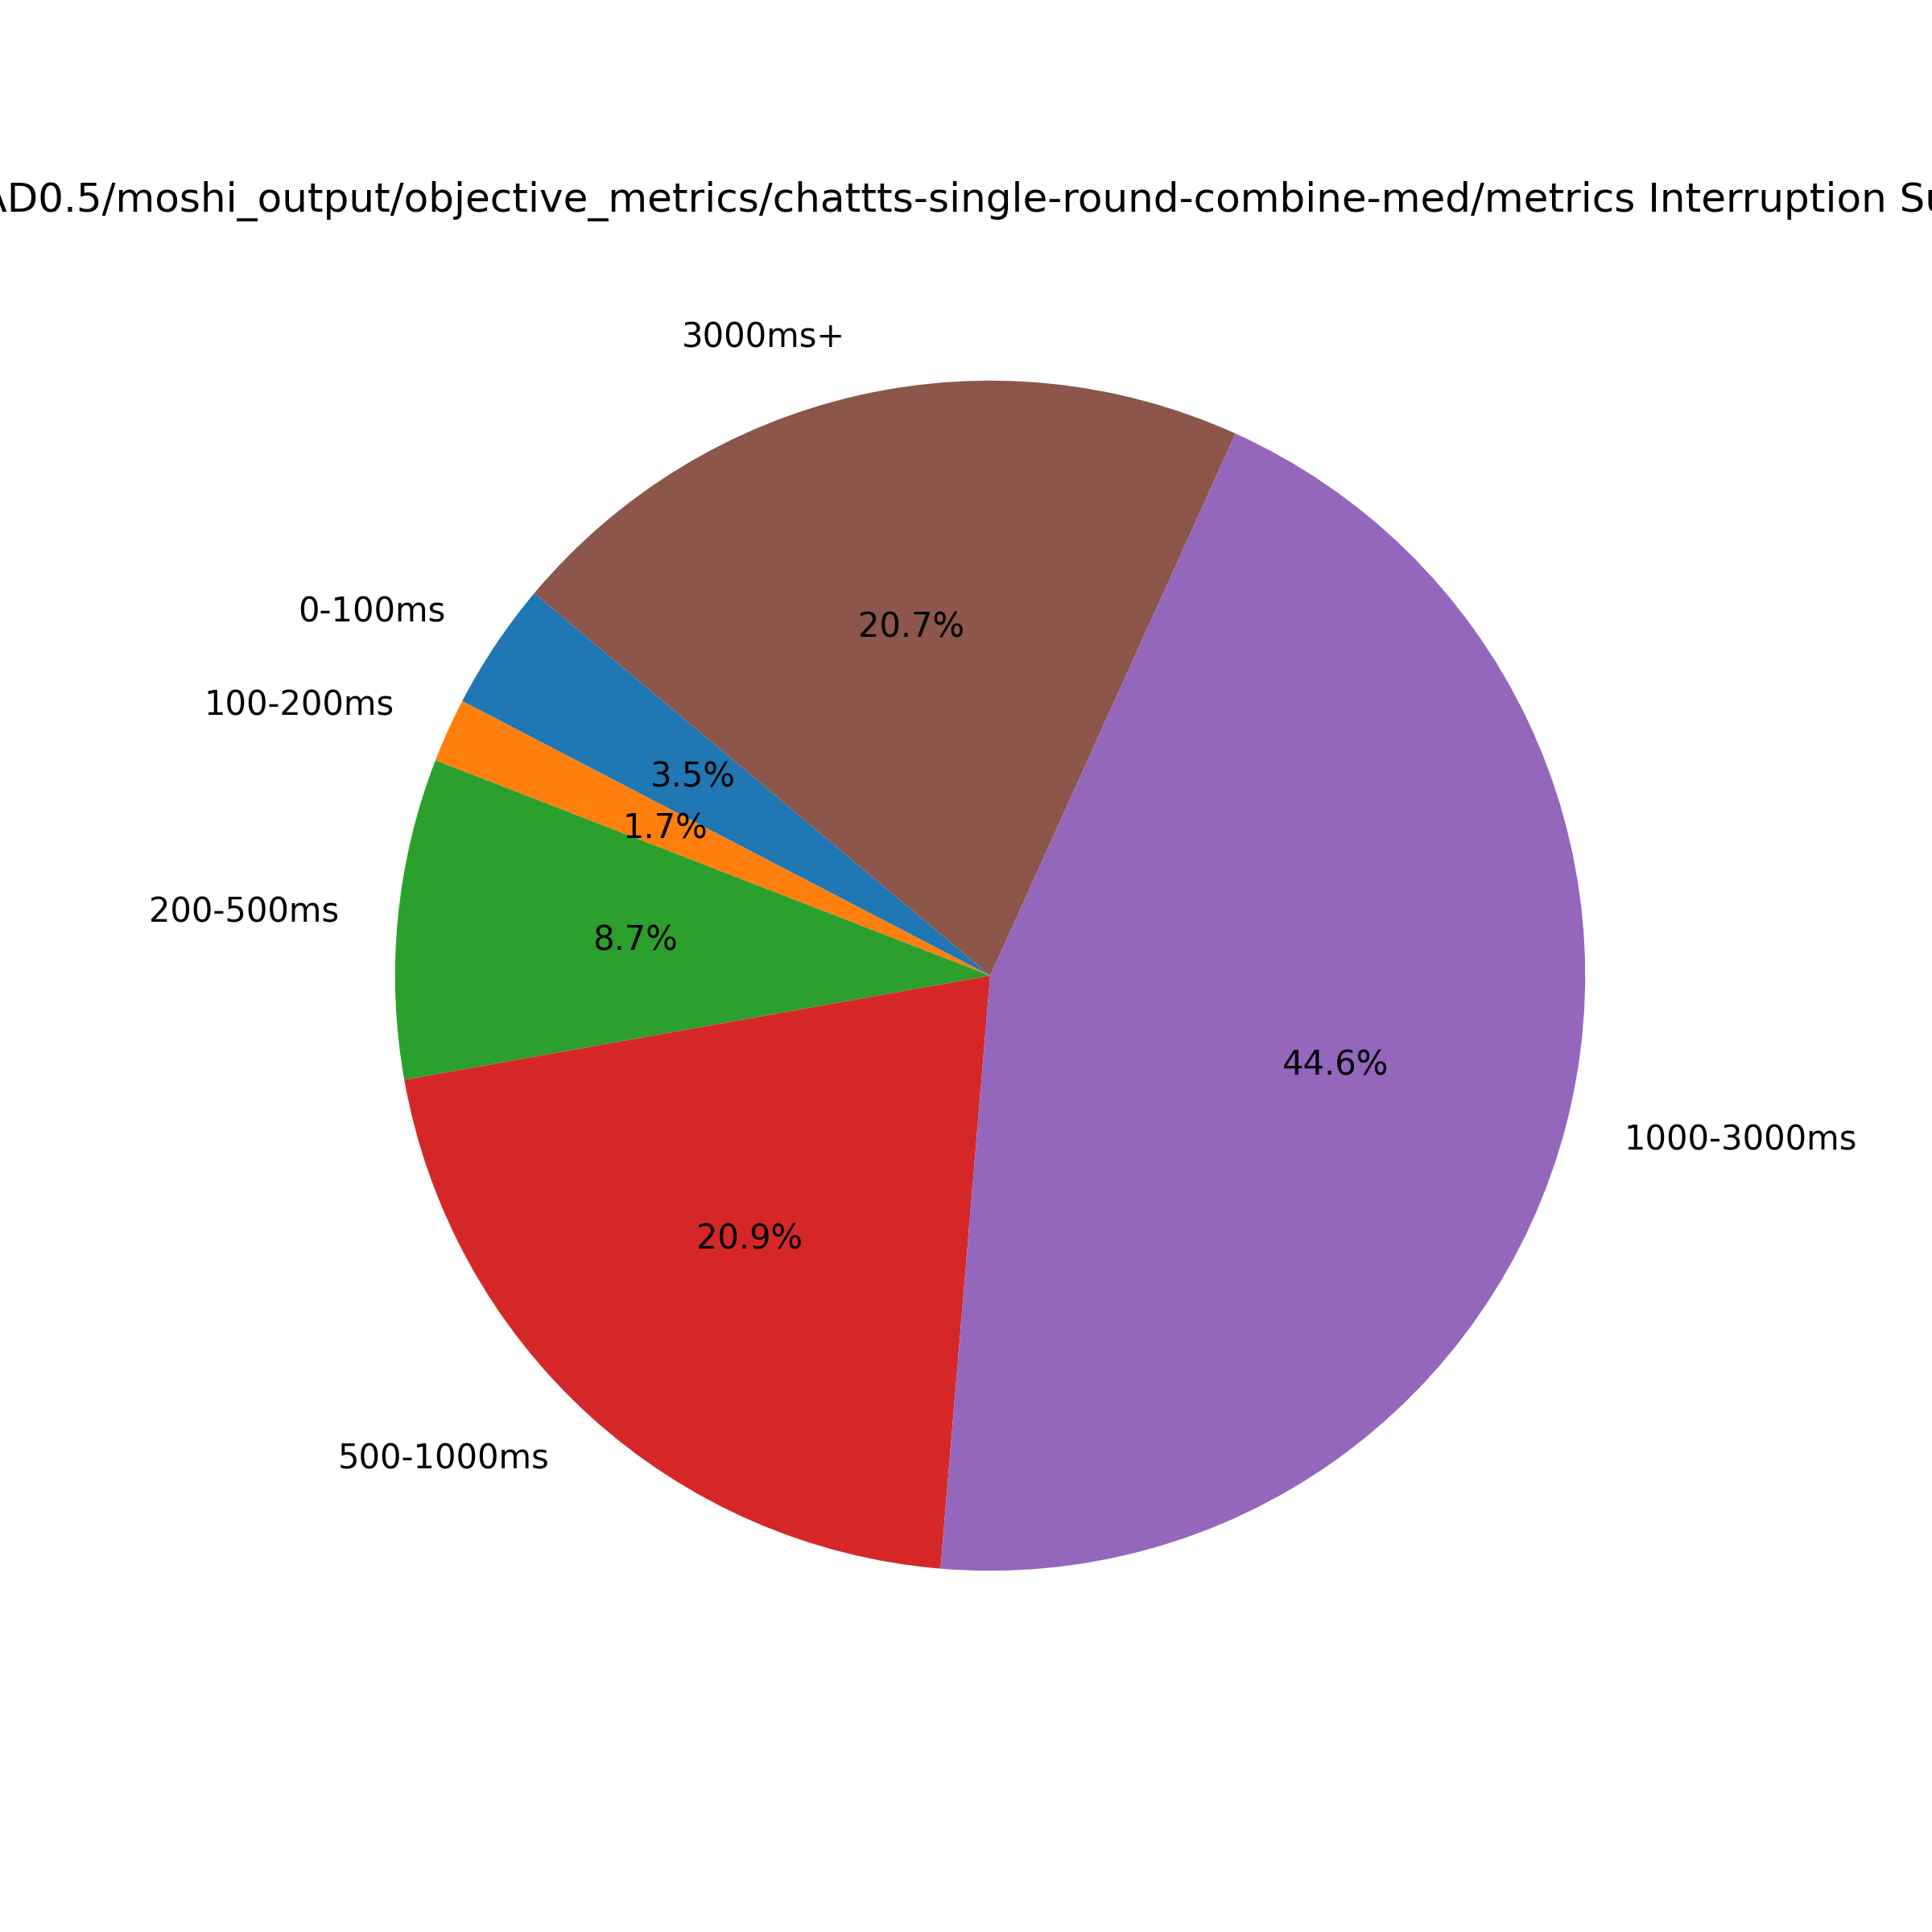 AD0.5/moshi_output/objective_metrics/chattts-single-round-combine-med/metrics Interruption Su
3000ms+
20.7%
0-100ms
100-200ms
3.5%
1.7%
200-500ms
8.7%
44.6%
1000-3000ms
20.9%
500-1000ms